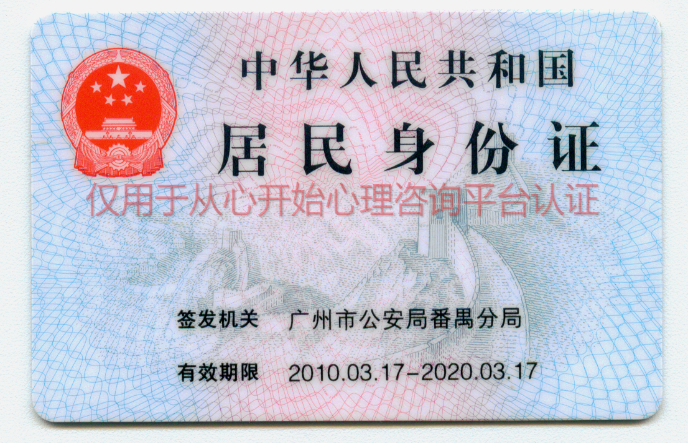 中华人民共和国
居民身份证
仅用于从心开始心理咨询平台认证
签发机关 广州市公安局番禺分局
有效期限 2010.03.17-2020.03.17